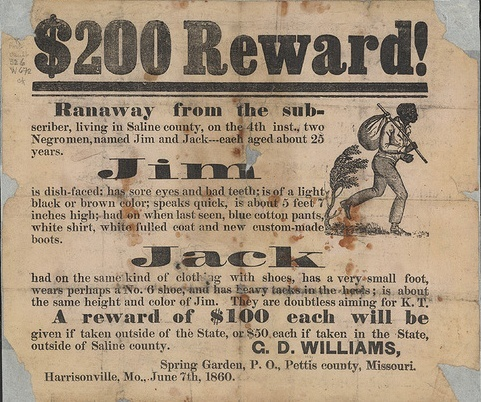 $200 Reward!
Ranaway from the sub-
scriber, living in Saline county, on the 4th inst., two
Negromen, named Jim and Jack---each aged about 25
years.
Jim
is dish-faced; has sore eyes and bad teeth; is of a light
black or brown color; speaks quick, is about 5 feet 7
inches high; had on when last seen, blue cotton pants,
white shirt, white fulled coat and new custom-made
boots.
Jack
had on the same kind of clothing with shoes, has a very small foot,
wears perhaps a No. 6 shoe, and has heavy tacks in the heels; is about
the same height and color of Jim. They are doubtless aiming for K. T.
A reward of $100 each will be
given if taken outside of the State, or $50 each if taken in the State,
outside of Saline county. G. D. WILLIAMS,
Spring Garden, P. O., Pettis county, Missouri.
Harrisonville, Mo., June 7th, 1860.